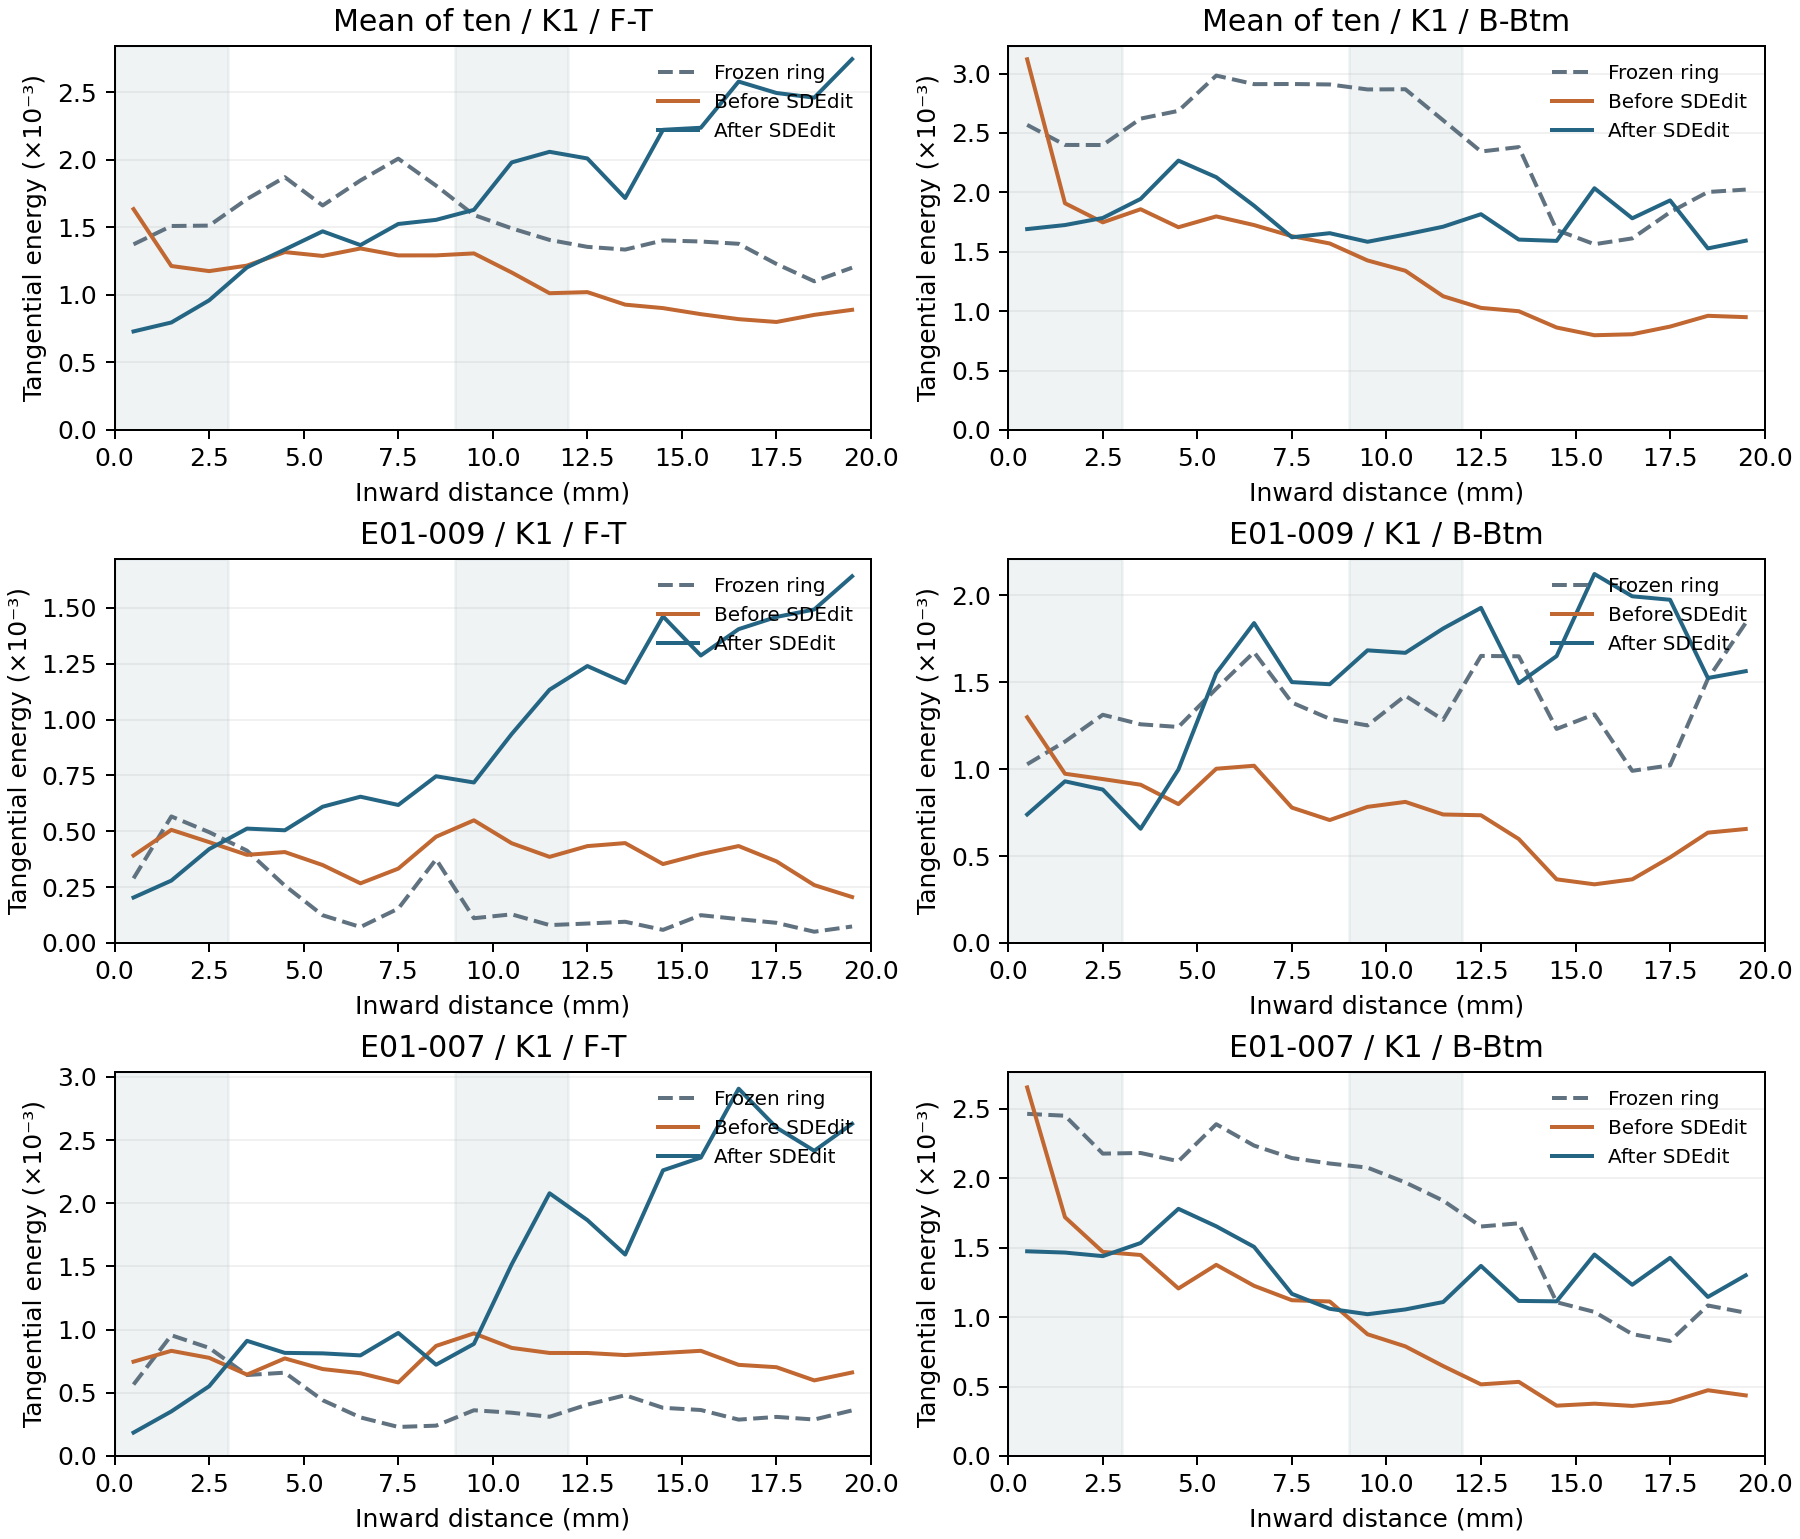 Mean of ten / K1 / F-T
Tangential energy (×10⁻³)
2.5
2.0
1.5
1.0
0.5
0.0
Frozen ring
Before SDEdit
After SDEdit
0.0 2.5 5.0 7.5 10.0 12.5 15.0 17.5 20.0
Inward distance (mm)
Mean of ten / K1 / B-Btm
Tangential energy (×10⁻³)
3.0
2.5
2.0
1.5
1.0
0.5
0.0
Frozen ring
Before SDEdit
After SDEdit
0.0 2.5 5.0 7.5 10.0 12.5 15.0 17.5 20.0
Inward distance (mm)
E01-009 / K1 / F-T
Tangential energy (×10⁻³)
1.50
1.25
1.00
0.75
0.50
0.25
0.00
Frozen ring
Before SDEdit
After SDEdit
0.0 2.5 5.0 7.5 10.0 12.5 15.0 17.5 20.0
Inward distance (mm)
E01-009 / K1 / B-Btm
Tangential energy (×10⁻³)
2.0
1.5
1.0
0.5
0.0
Frozen ring
Before SDEdit
After SDEdit
0.0 2.5 5.0 7.5 10.0 12.5 15.0 17.5 20.0
Inward distance (mm)
E01-007 / K1 / F-T
Tangential energy (×10⁻³)
3.0
2.5
2.0
1.5
1.0
0.5
0.0
Frozen ring
Before SDEdit
After SDEdit
0.0 2.5 5.0 7.5 10.0 12.5 15.0 17.5 20.0
Inward distance (mm)
E01-007 / K1 / B-Btm
Tangential energy (×10⁻³)
2.5
2.0
1.5
1.0
0.5
0.0
Frozen ring
Before SDEdit
After SDEdit
0.0 2.5 5.0 7.5 10.0 12.5 15.0 17.5 20.0
Inward distance (mm)